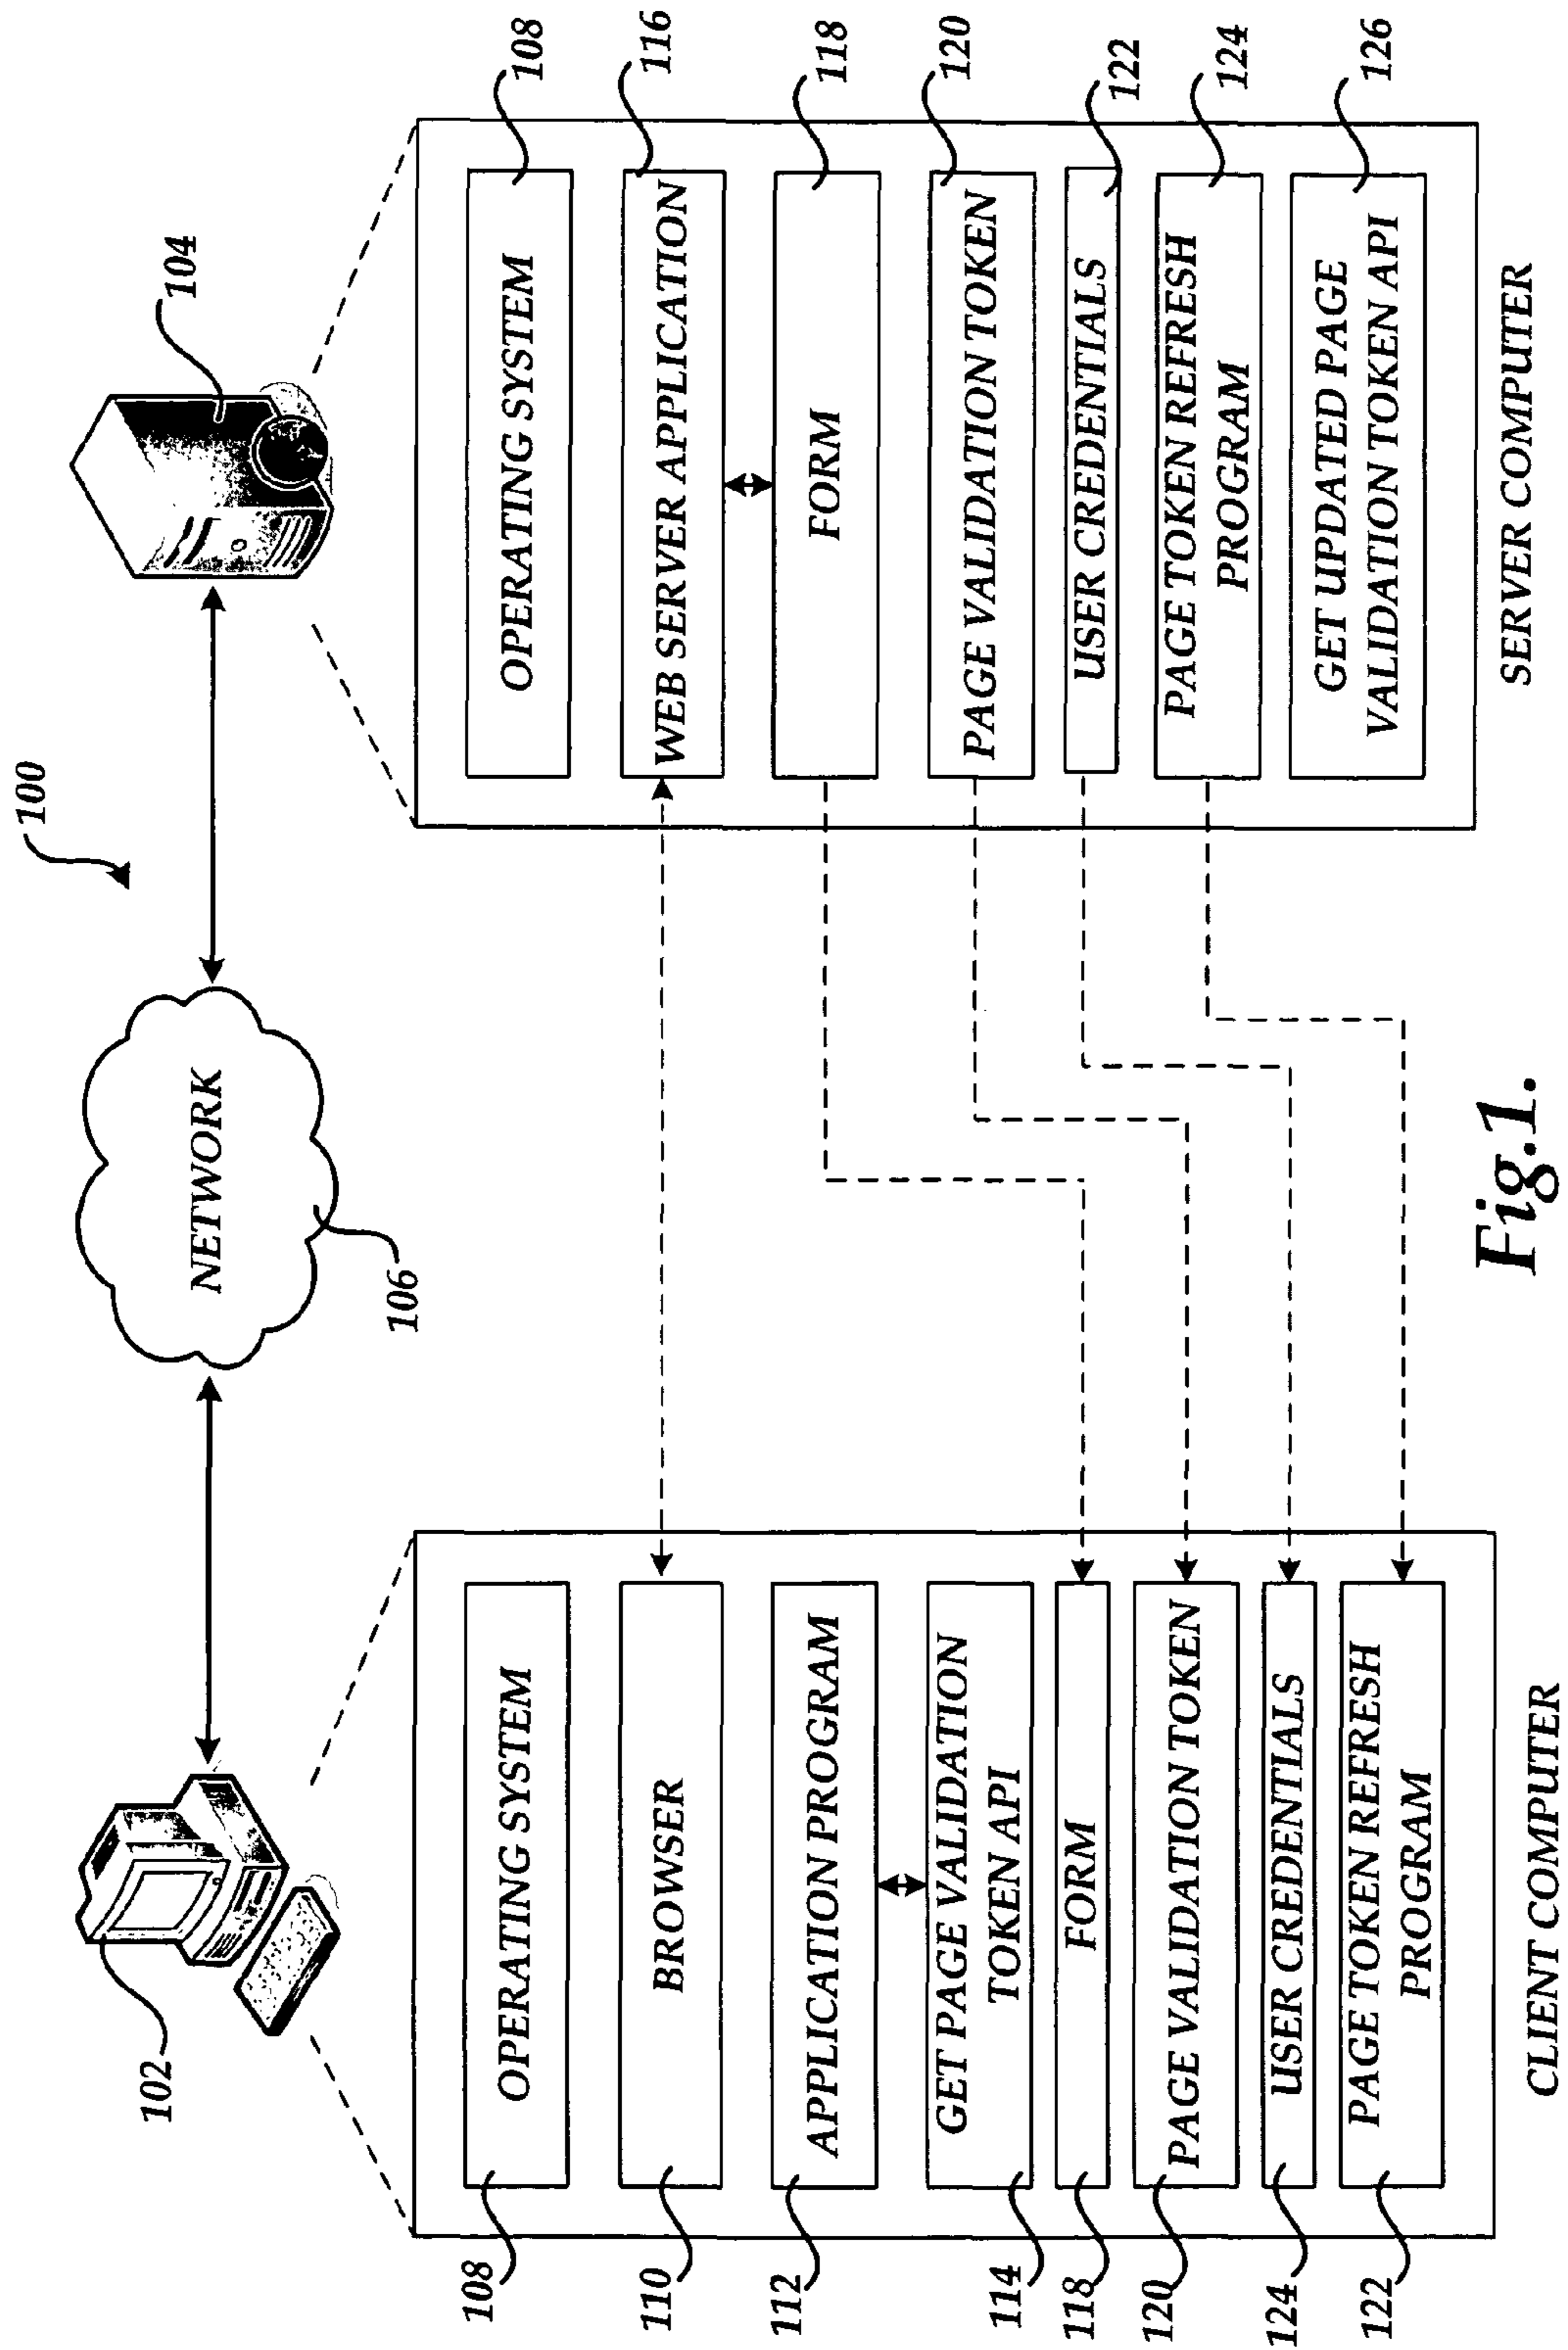 100
102
NETWORK
106
104
108
OPERATING SYSTEM
110
BROWSER
112
APPLICATION PROGRAM
114
GET PAGE VALIDATION
TOKEN API
118
FORM
120
PAGE VALIDATION TOKEN
124
USER CREDENTIALS
122
PAGE TOKEN REFRESH
PROGRAM
CLIENT COMPUTER
OPERATING SYSTEM
108
WEB SERVER APPLICATION
116
FORM
118
PAGE VALIDATION TOKEN
120
USER CREDENTIALS
122
PAGE TOKEN REFRESH
PROGRAM
124
GET UPDATED PAGE
VALIDATION TOKEN API
126
SERVER COMPUTER
Fig.1.